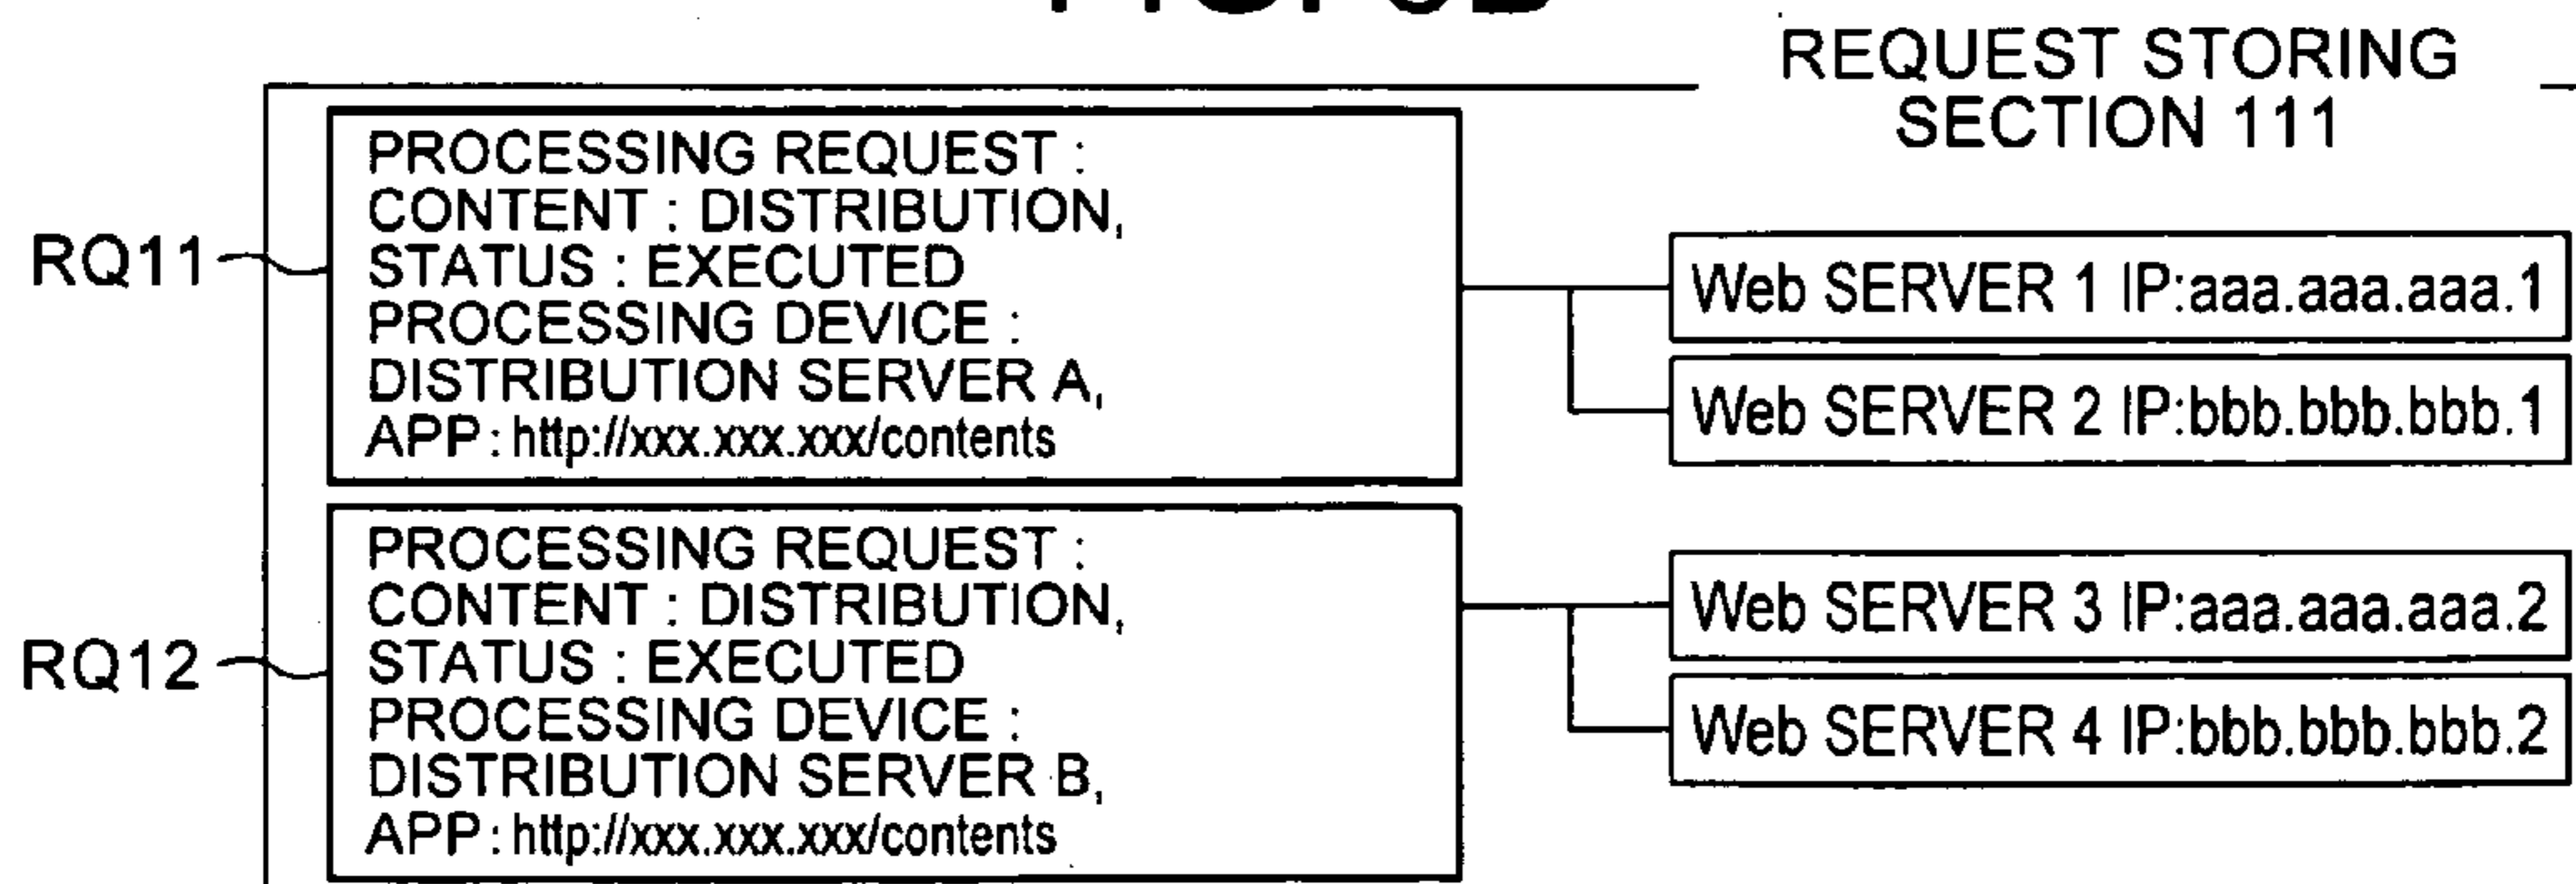 REQUEST STORING
SECTION 111
RQ11
PROCESSING REQUEST :
CONTENT : DISTRIBUTION,
STATUS : EXECUTED
PROCESSING DEVICE :
DISTRIBUTION SERVER A,
APP : http://xxx.xxx.xxx/contents
Web SERVER 1 IP:aaa.aaa.aaa.1
Web SERVER 2 IP:bbb.bbb.bbb.1
RQ12
PROCESSING REQUEST :
CONTENT : DISTRIBUTION,
STATUS : EXECUTED
PROCESSING DEVICE :
DISTRIBUTION SERVER B,
APP : http://xxx.xxx.xxx/contents
Web SERVER 3 IP:aaa.aaa.aaa.2
Web SERVER 4 IP:bbb.bbb.bbb.2